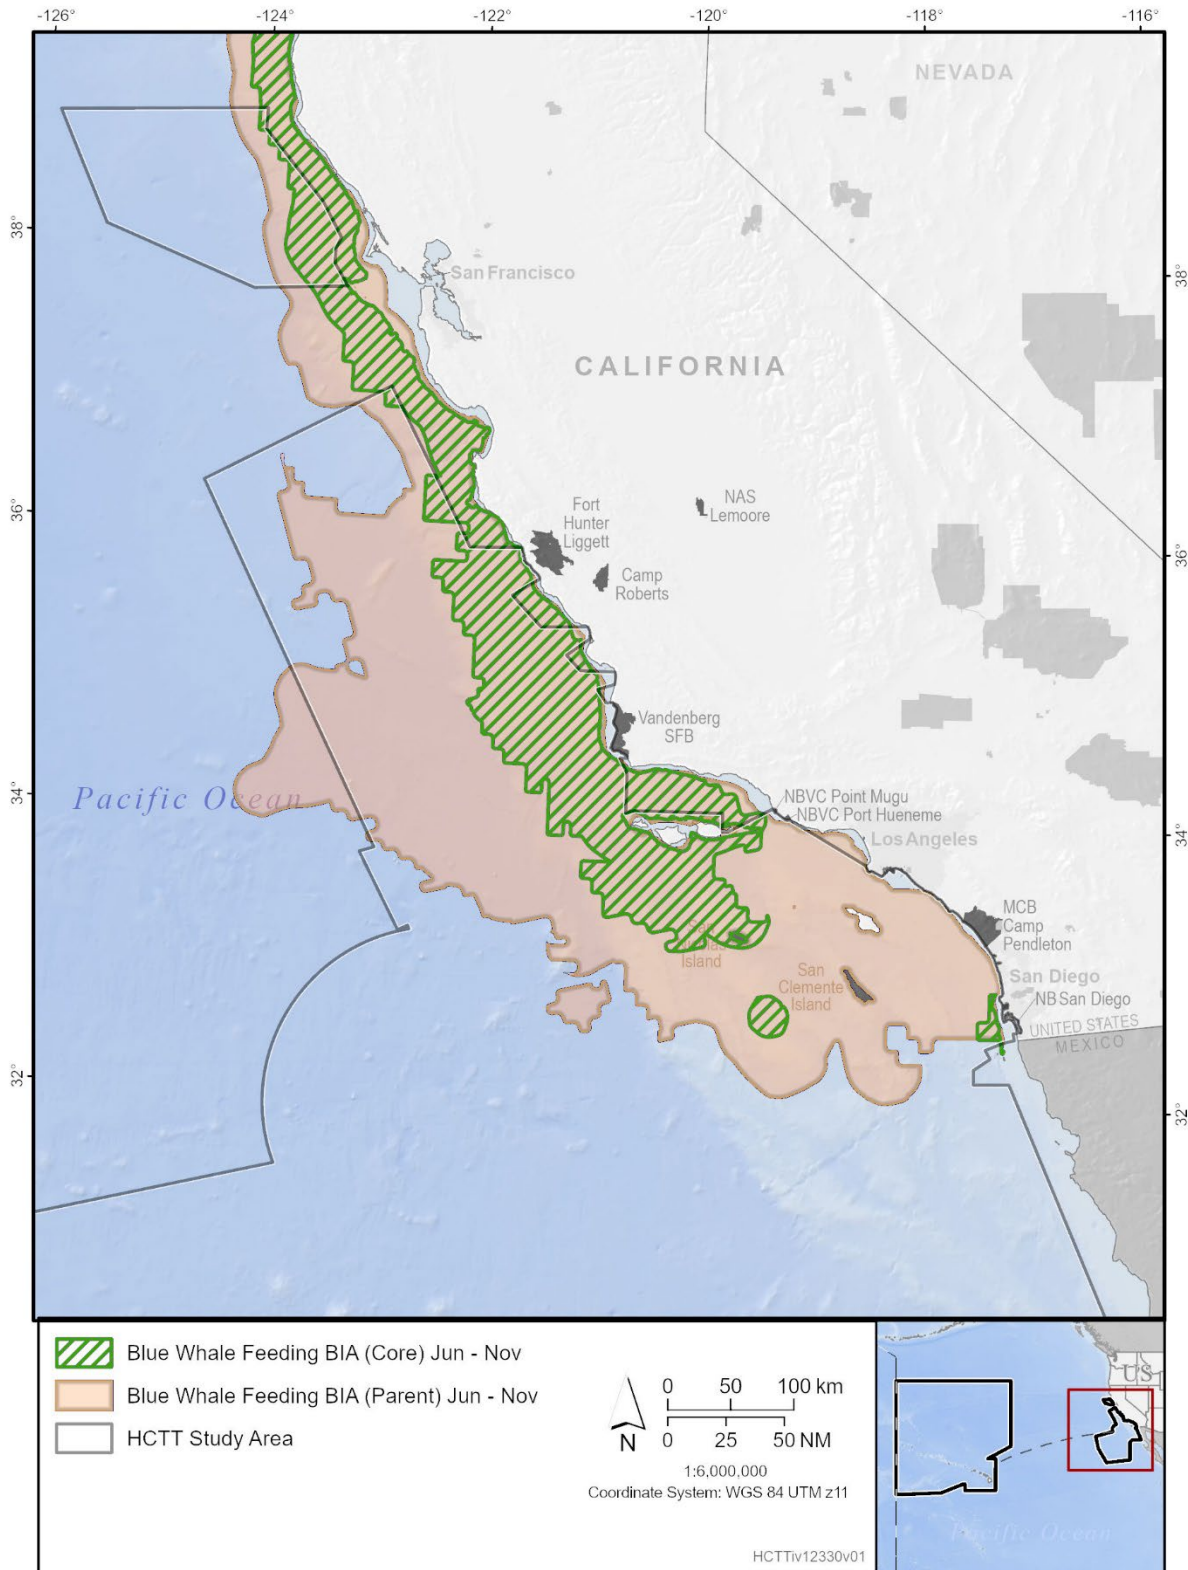 -126°
-124°
-122°
-120°
-118°
-116°
NEVADA
38°
38°
San Francisco
CALIFORNIA
36°
36°
Fort
Hunter
Liggett
NAS
Lemoore
Camp
Roberts
Vandenberg
SFB
34°
34°
Pacific Ocean
NBVC Point Mugu
NBVC Port Hueneme
Los Angeles
MCB
Camp
Pendleton
Island
San
Clemente
Island
San Diego
NB San Diego
UNITED STATES
MEXICO
32°
32°
Blue Whale Feeding BIA (Core) Jun - Nov
Blue Whale Feeding BIA (Parent) Jun - Nov
HCTT Study Area
N
0 50 100 km
0 25 50 NM
1:6,000,000
Coordinate System: WGS 84 UTM z11
HCTTiv12330v01
US
Pacific Ocean